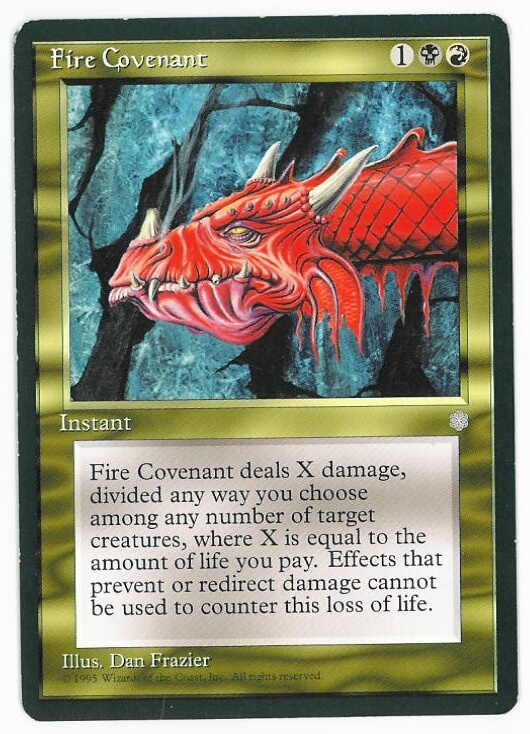 Fire Covenant 1
Instant
Fire Covenant deals X damage,
divided any way you choose
among any number of target
creatures, where X is equal to the
amount of life you pay. Effects that
prevent or redirect damage cannot
be used to counter this loss of life.
Illus. Dan Frazier
© 1995 Wizards of the Coast, Inc. All rights reserved.